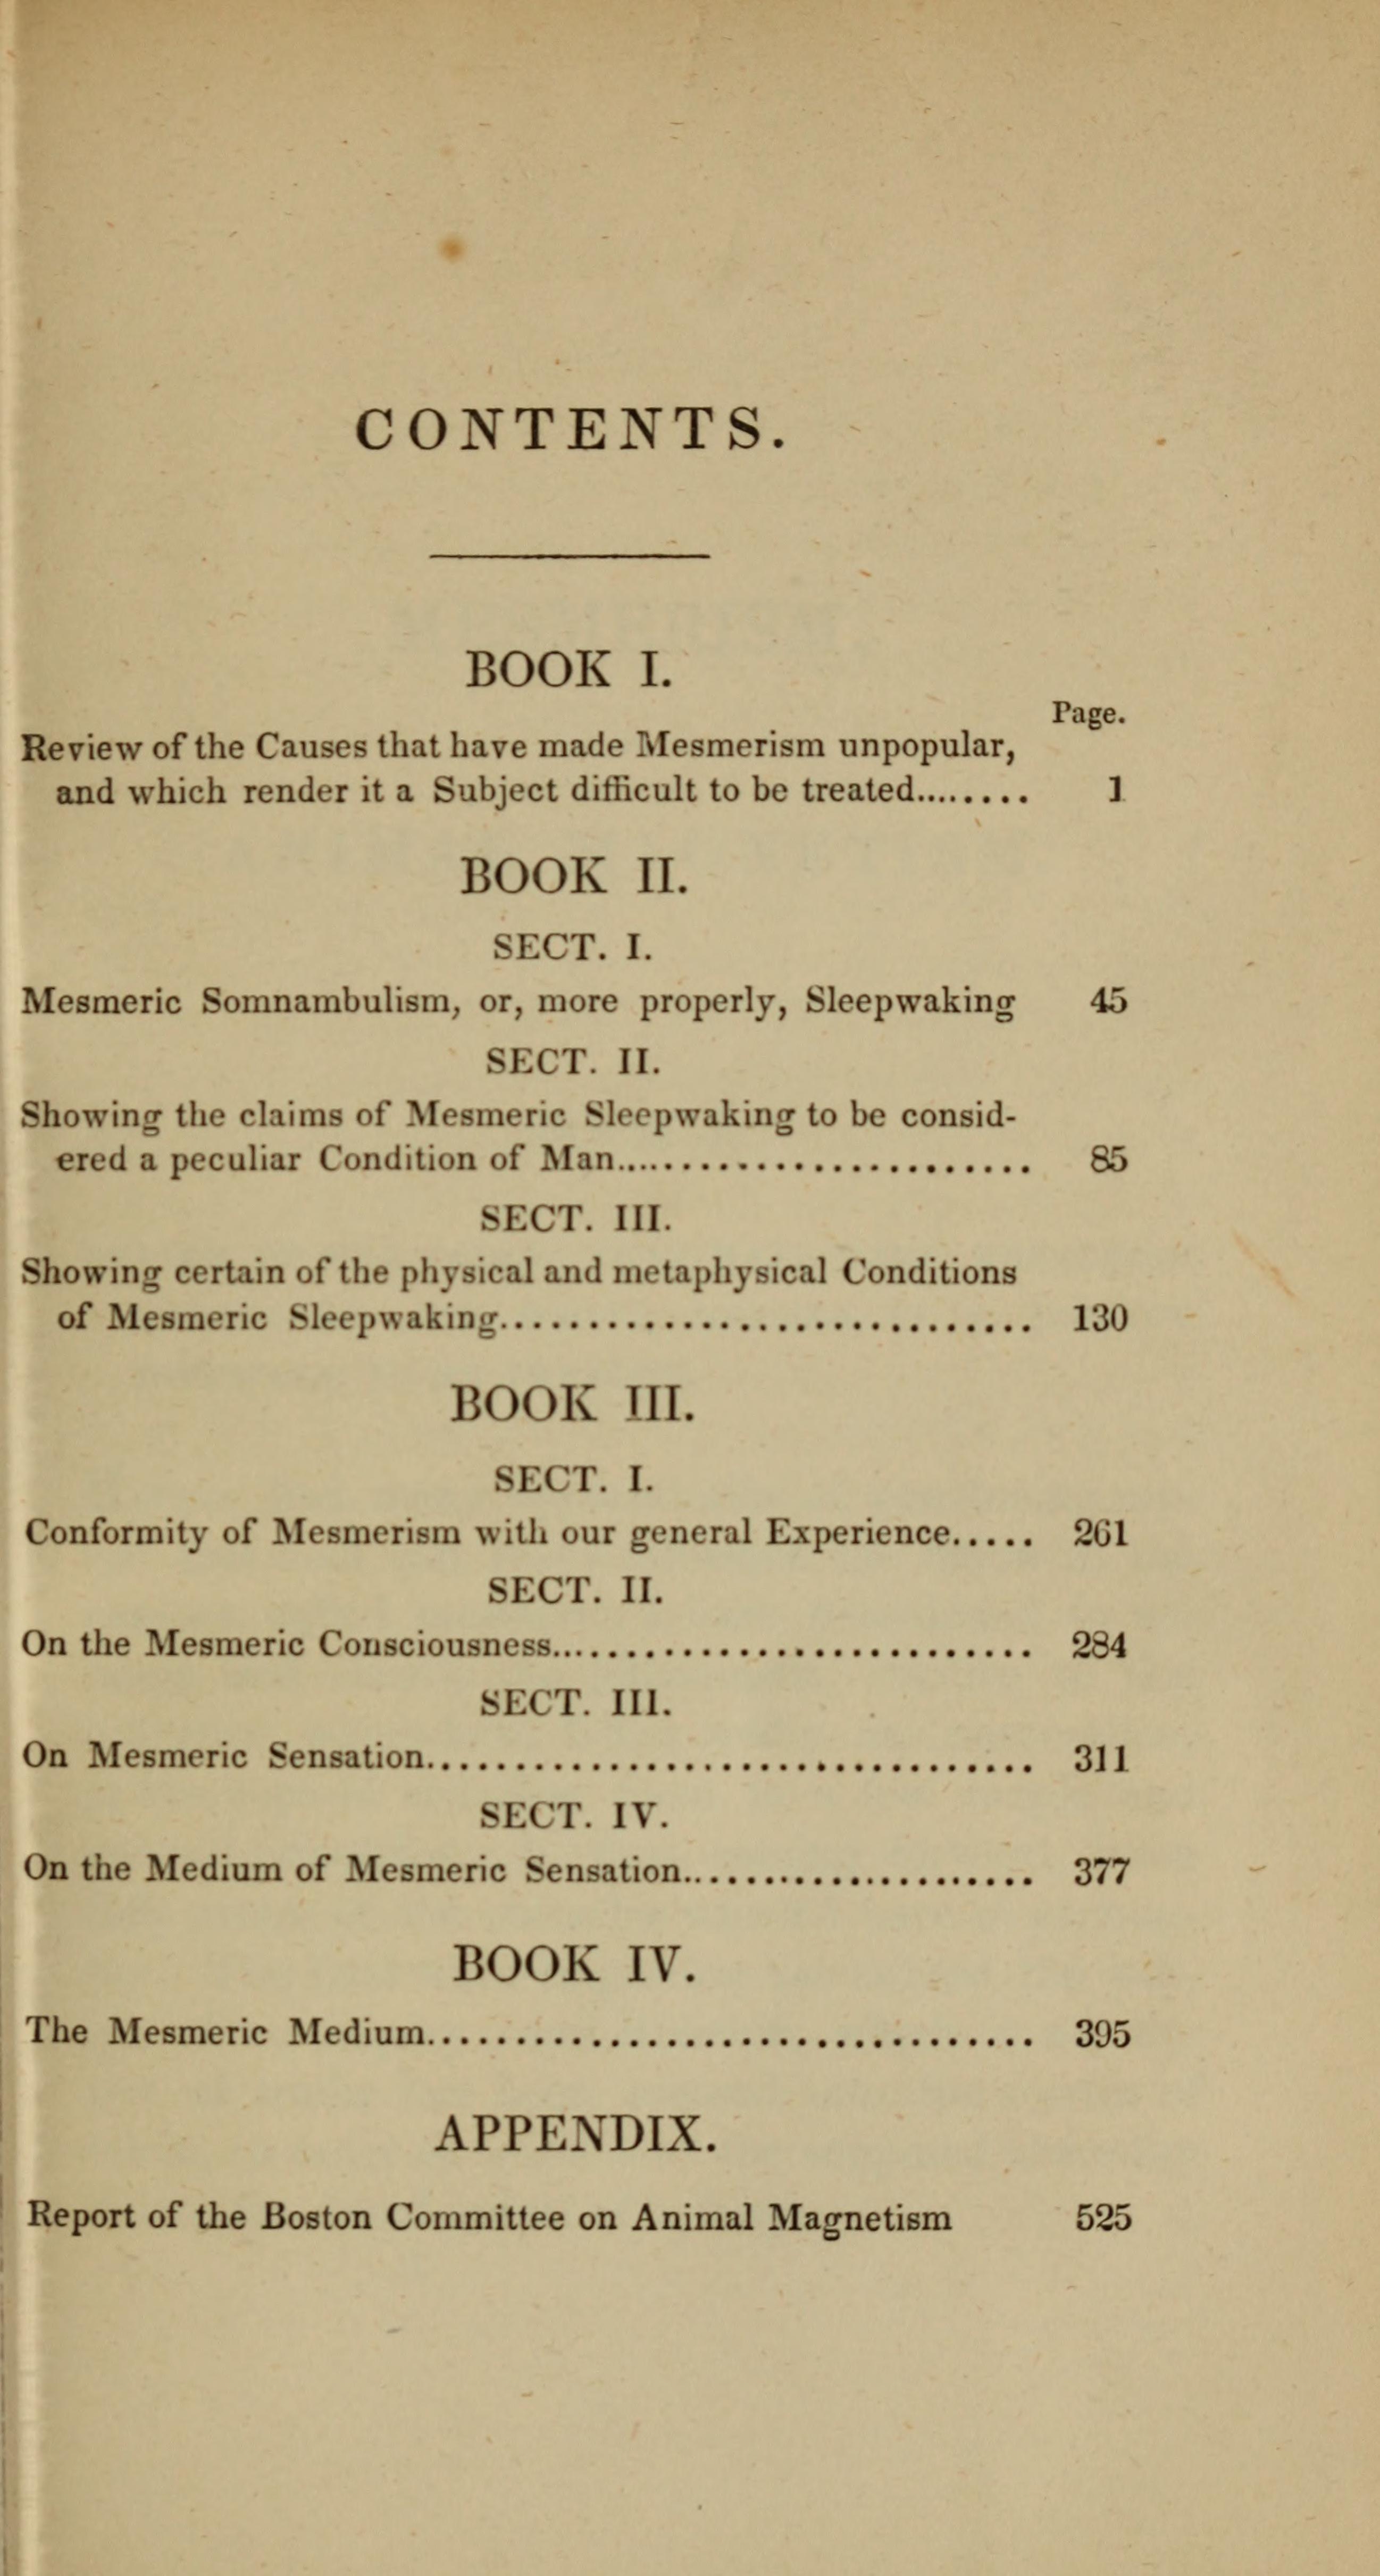 CONTENTS.
BOOK I.
Page.
Review of the Causes that have made Mesmerism unpopular,
and which render it a Subject difficult to be treated........ 1
BOOK II.
SECT. I.
Mesmeric Somnambulism, or, more properly, Sleepwaking 45
SECT. II.
Showing the claims of Mesmeric Sleepwaking to be consid-
ered a peculiar Condition of Man........................ 85
SECT. III.
Showing certain of the physical and metaphysical Conditions
of Mesmeric Sleepwaking.............................. 130
BOOK III.
SECT. I.
Conformity of Mesmerism with our general Experience..... 261
SECT. II.
On the Mesmeric Consciousness........................... 284
SECT. III.
On Mesmeric Sensation.................................. 311
SECT. IV.
On the Medium of Mesmeric Sensation.................... 377
BOOK IV.
The Mesmeric Medium.................................. 395
APPENDIX.
Report of the Boston Committee on Animal Magnetism 525